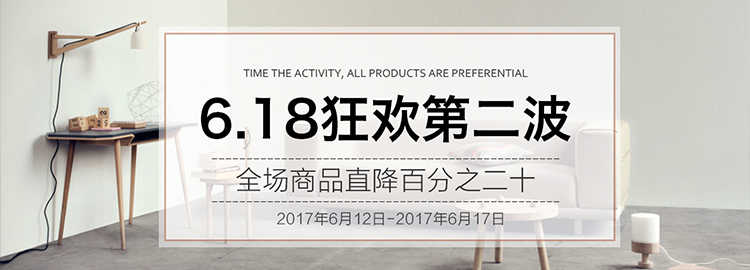 TIME THE ACTIVITY, ALL PRODUCTS ARE PREFERENTIAL
6.18狂欢第二波
全场商品直降百分之二十
2017年6月12日-2017年6月17日